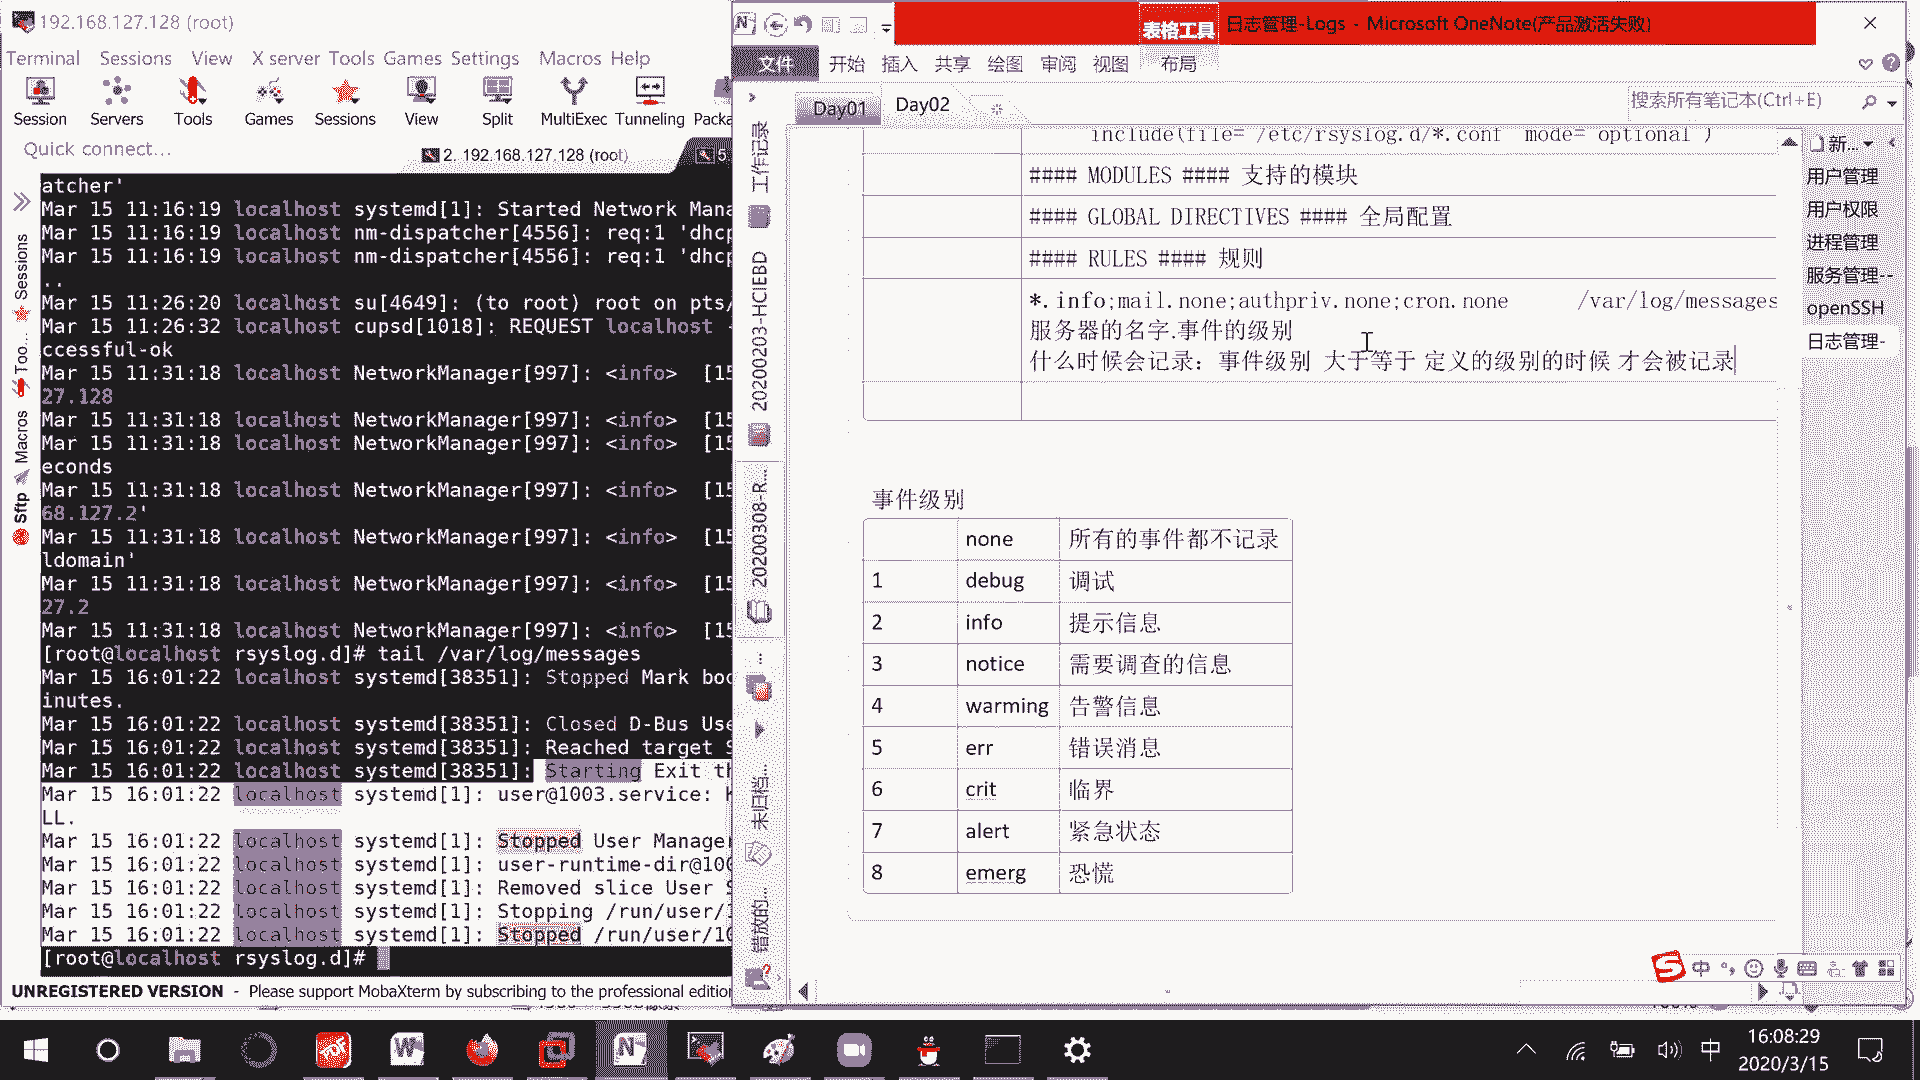 192.168.127.128 (root)
Terminal Sessions View X server Tools Games Settings Macros Help
Session Servers Tools Games Sessions View Split MultiExec Tunneling Packa
Quick connect...
2. 192.168.127.128 (root)
5
Sessions
Too...
Macros
Sftp
atcher'
Mar 15 11:16:19 localhost systemd[1]: Started Network Mana
Mar 15 11:16:19 localhost nm-dispatcher[4556]: req:1 'dhcp
Mar 15 11:16:19 localhost nm-dispatcher[4556]: req:1 'dhcp
..
Mar 15 11:26:20 localhost su[4649]: (to root) root on pts/
Mar 15 11:26:32 localhost cupsd[1018]: REQUEST localhost -
ccessful-ok
Mar 15 11:31:18 localhost NetworkManager[997]: <info>  [15
27.128
Mar 15 11:31:18 localhost NetworkManager[997]: <info>  [15
Mar 15 11:31:18 localhost NetworkManager[997]: <info>  [15
econds
Mar 15 11:31:18 localhost NetworkManager[997]: <info>  [15
68.127.2'
Mar 15 11:31:18 localhost NetworkManager[997]: <info>  [15
ldomain'
Mar 15 11:31:18 localhost NetworkManager[997]: <info>  [15
27.2
Mar 15 11:31:18 localhost NetworkManager[997]: <info>  [15
[root@localhost rsyslog.d]# tail /var/log/messages
Mar 15 16:01:22 localhost systemd[38351]: Stopped Mark boo
inutes.
Mar 15 16:01:22 localhost systemd[38351]: Closed D-Bus Use
Mar 15 16:01:22 localhost systemd[38351]: Reached target S
Mar 15 16:01:22 localhost systemd[38351]: Starting Exit th
Mar 15 16:01:22 localhost systemd[1]: user@1003.service: K
LL.
Mar 15 16:01:22 localhost systemd[1]: Stopped User Manager
Mar 15 16:01:22 localhost systemd[1]: user-runtime-dir@100
Mar 15 16:01:22 localhost systemd[1]: Removed slice User S
Mar 15 16:01:22 localhost systemd[1]: Stopping /run/user/1
Mar 15 16:01:22 localhost systemd[1]: Stopped /run/user/10
[root@localhost rsyslog.d]#
UNREGISTERED VERSION - Please support MobaXterm by subscribing to the professional edition
表格工具 日志管理-Logs - Microsoft OneNote(产品激活失败)
文件 开始 插入 共享 绘图 审阅 视图 布局
Day01 Day02
搜索所有笔记本(Ctrl+E)
工作记录
20200203-HCIEBD
20200308-R...
未归档...
错放的...
新...
用户管理
用户权限
进程管理
服务管理--
openSSH
日志管理-
include(file="/etc/rsyslog.d/*.conf" mode="optional")
#### MODULES #### 支持的模块
#### GLOBAL DIRECTIVES #### 全局配置
#### RULES #### 规则
*.info;mail.none;authpriv.none;cron.none /var/log/messages
服务器的名字.事件的级别
什么时候会记录：事件级别 大于等于 定义的级别的时候 才会被记录
事件级别
none 所有的事件都不记录
1 debug 调试
2 info 提示信息
3 notice 需要调查的信息
4 warming 告警信息
5 err 错误消息
6 crit 临界
7 alert 紧急状态
8 emerg 恐慌
中
中
16:08:29
2020/3/15